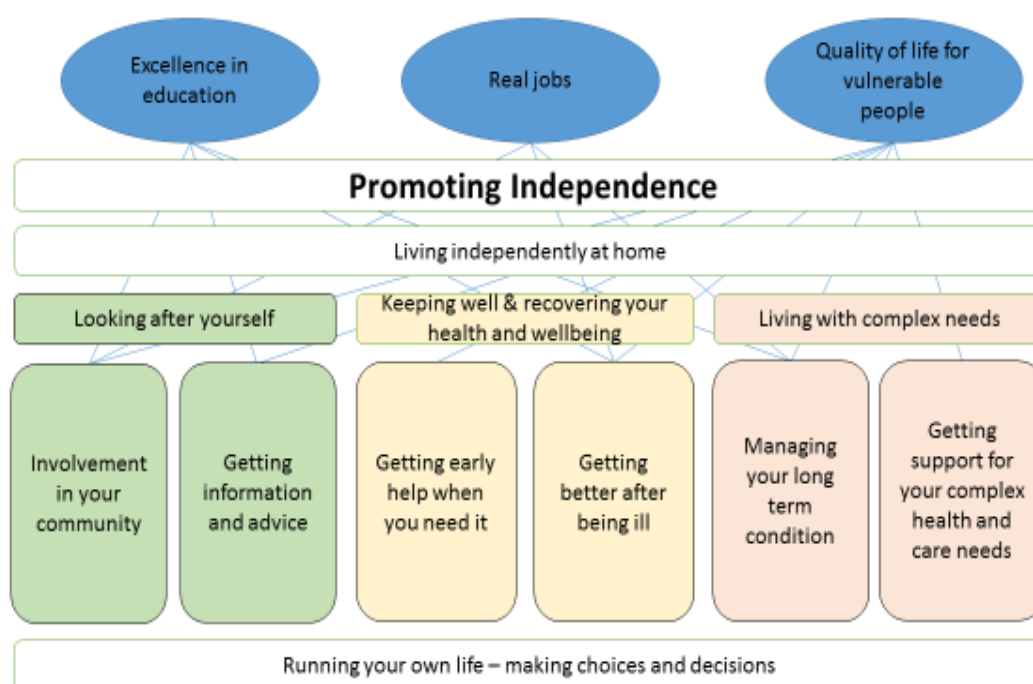 Excellence in
education
Real jobs
Quality of life for
vulnerable
people
Promoting Independence
Living independently at home
Looking after yourself
Keeping well & recovering your
health and wellbeing
Living with complex needs
Involvement
in your
community
Getting
information
and advice
Getting early
help when
you need it
Getting
better after
being ill
Managing
your long
term
condition
Getting
support for
your complex
health and
care needs
Running your own life – making choices and decisions